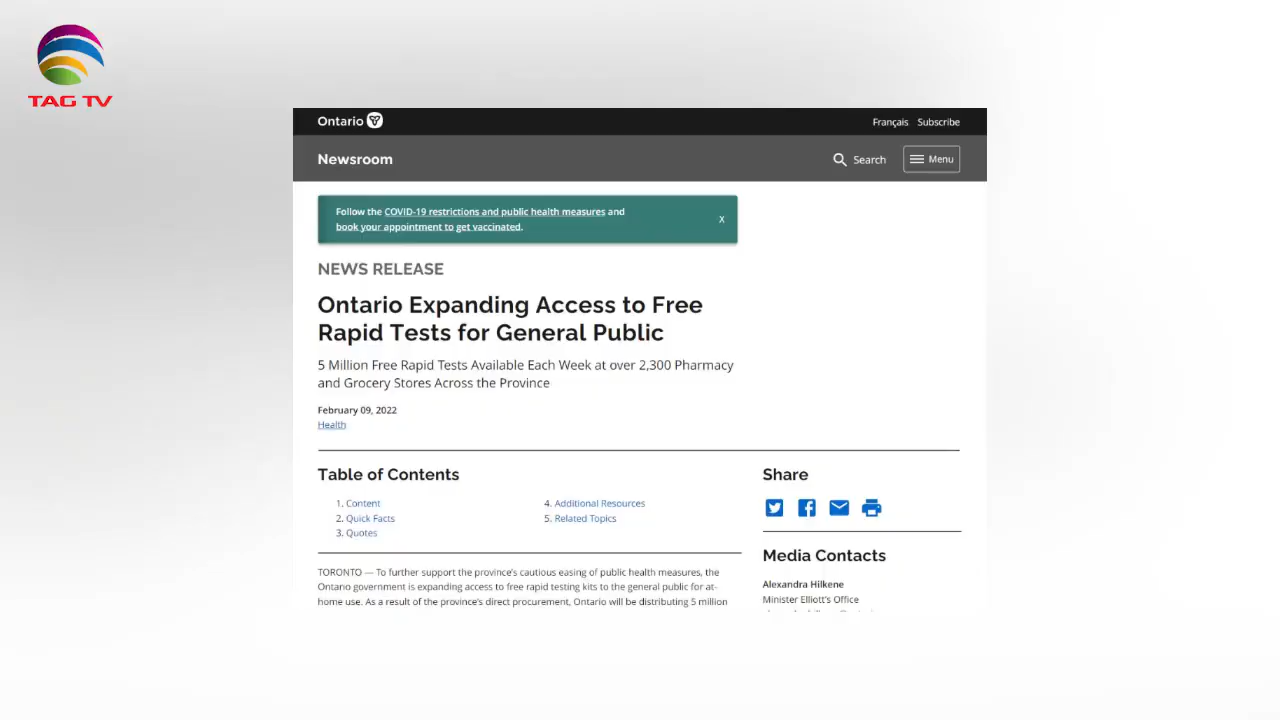 TAG TV
Ontario
Français Subscribe
Newsroom
Search
Menu
Follow the COVID-19 restrictions and public health measures and
book your appointment to get vaccinated.
X
NEWS RELEASE
Ontario Expanding Access to Free
Rapid Tests for General Public
5 Million Free Rapid Tests Available Each Week at over 2,300 Pharmacy
and Grocery Stores Across the Province
February 09, 2022
Health
Table of Contents
1. Content
2. Quick Facts
3. Quotes
4. Additional Resources
5. Related Topics
TORONTO — To further support the province's cautious easing of public health measures, the
Ontario government is expanding access to free rapid testing kits to the general public for at-
home use. As a result of the province's direct procurement, Ontario will be distributing 5 million
Share
Media Contacts
Alexandra Hilkene
Minister Elliott's Office